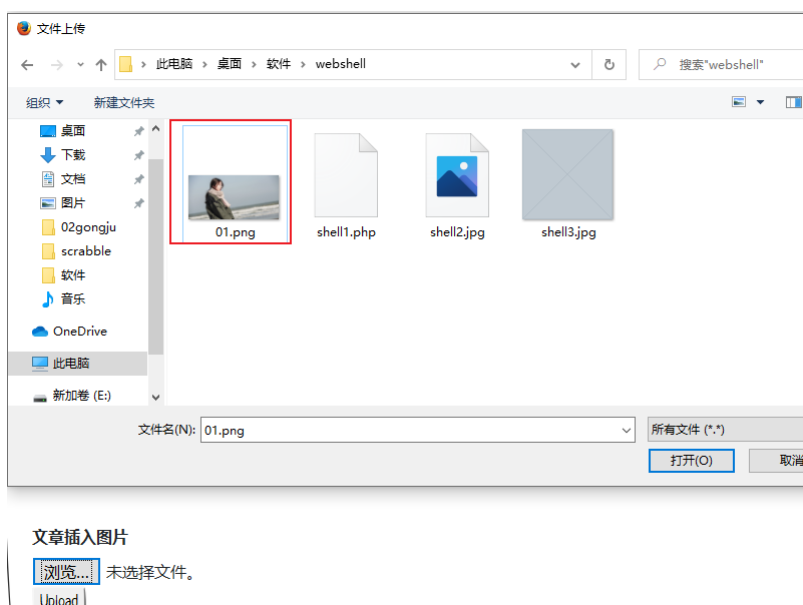 文件上传
此电脑 › 桌面 › 软件 › webshell
搜索"webshell"
组织 新建文件夹
桌面
下载
文档
图片
02gongju
scrabble
软件
音乐
OneDrive
此电脑
新加卷 (E:)
01.png
shell1.php
shell2.jpg
shell3.jpg
文件名(N): 01.png
所有文件 (*.*)
打开(O) 取消
文章插入图片
浏览... 未选择文件。
Upload